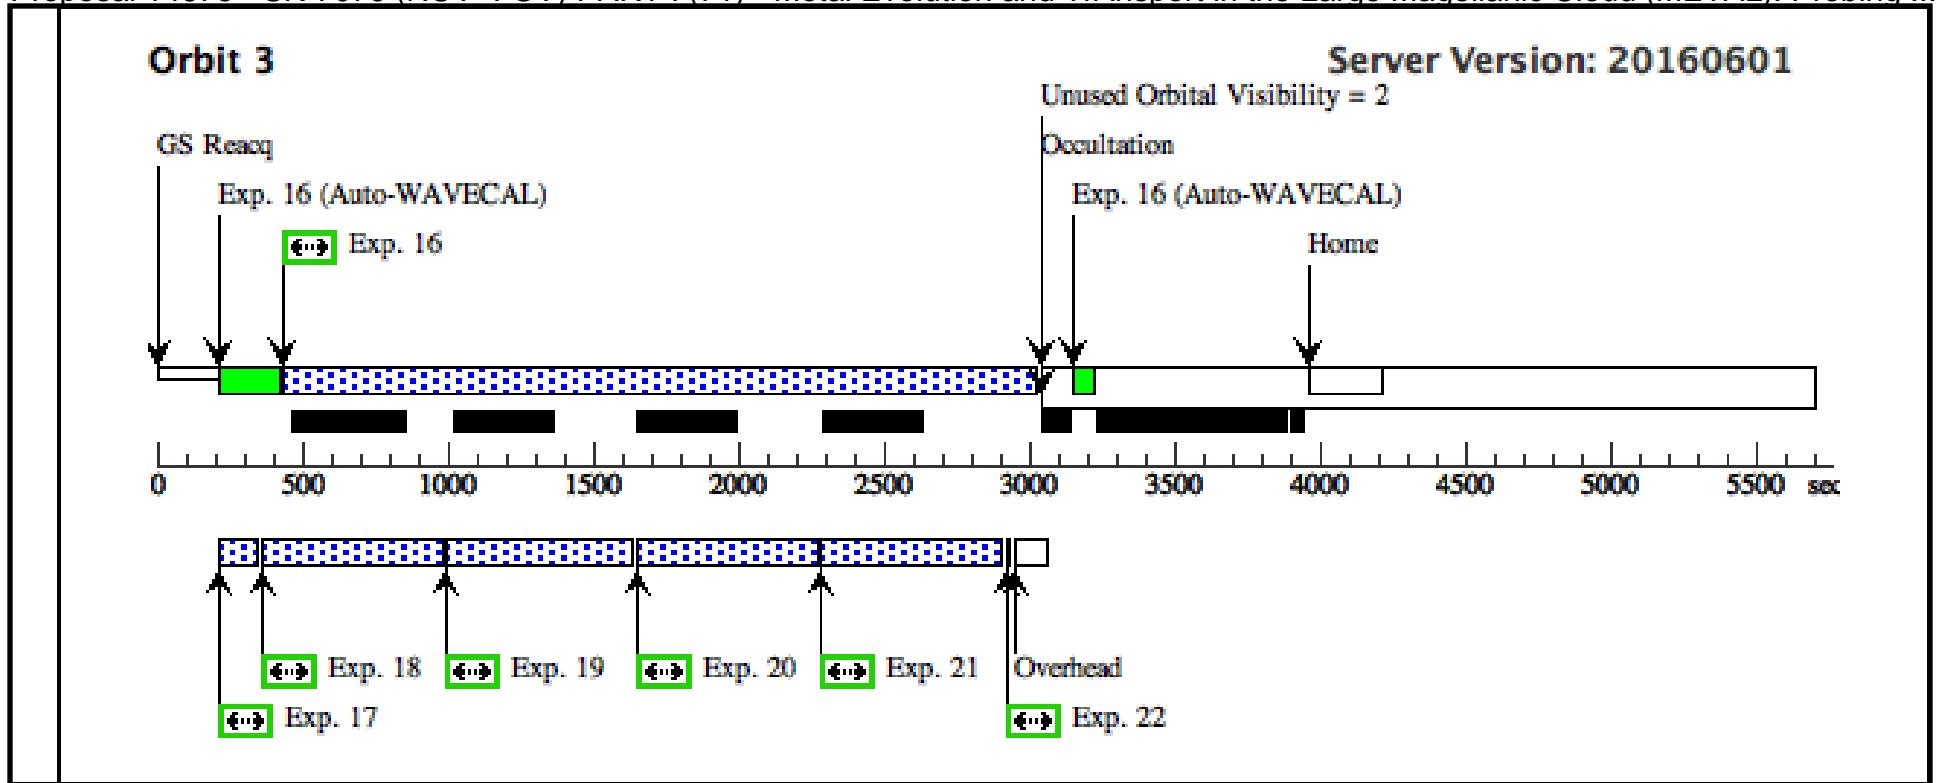 Orbit 3
Server Version: 20160601
Unused Orbital Visibility = 2
GS Reacq
Occultation
Exp. 16 (Auto-WAVECAL)
Exp. 16 (Auto-WAVECAL)
Exp. 16
Home
0 500 1000 1500 2000 2500 3000 3500 4000 4500 5000 5500 sec
Exp. 18
Exp. 19
Exp. 20
Exp. 21
Overhead
Exp. 17
Exp. 22